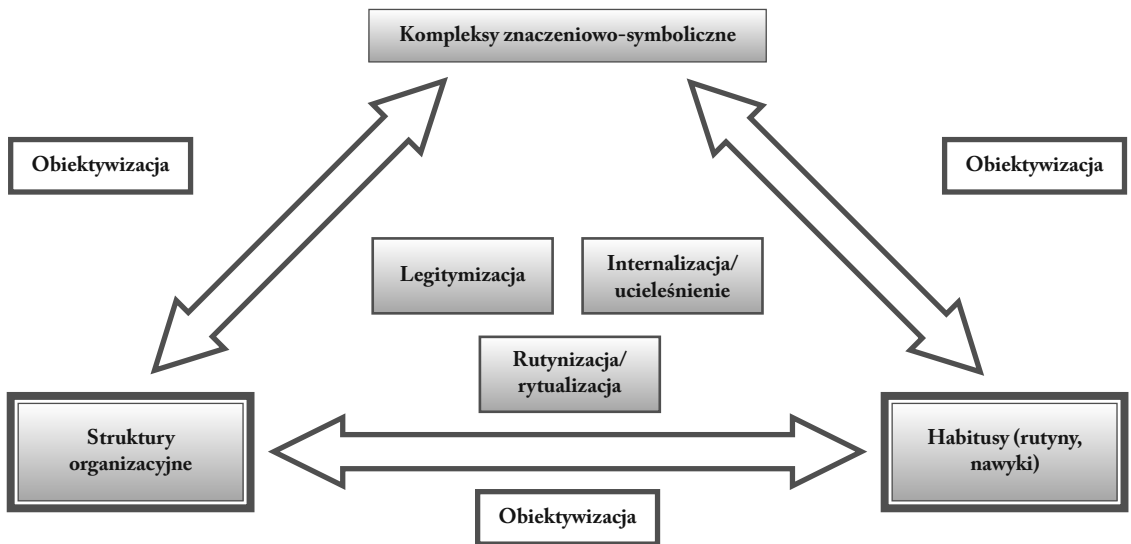 Kompleksy znaczeniowo-symboliczne
Obiektywizacja
Obiektywizacja
Legitymizacja
Internalizacja/
ucieleśnienie
Rutynizacja/
rytualizacja
Struktury
organizacyjne
Habitusy (rutyny,
nawyki)
Obiektywizacja